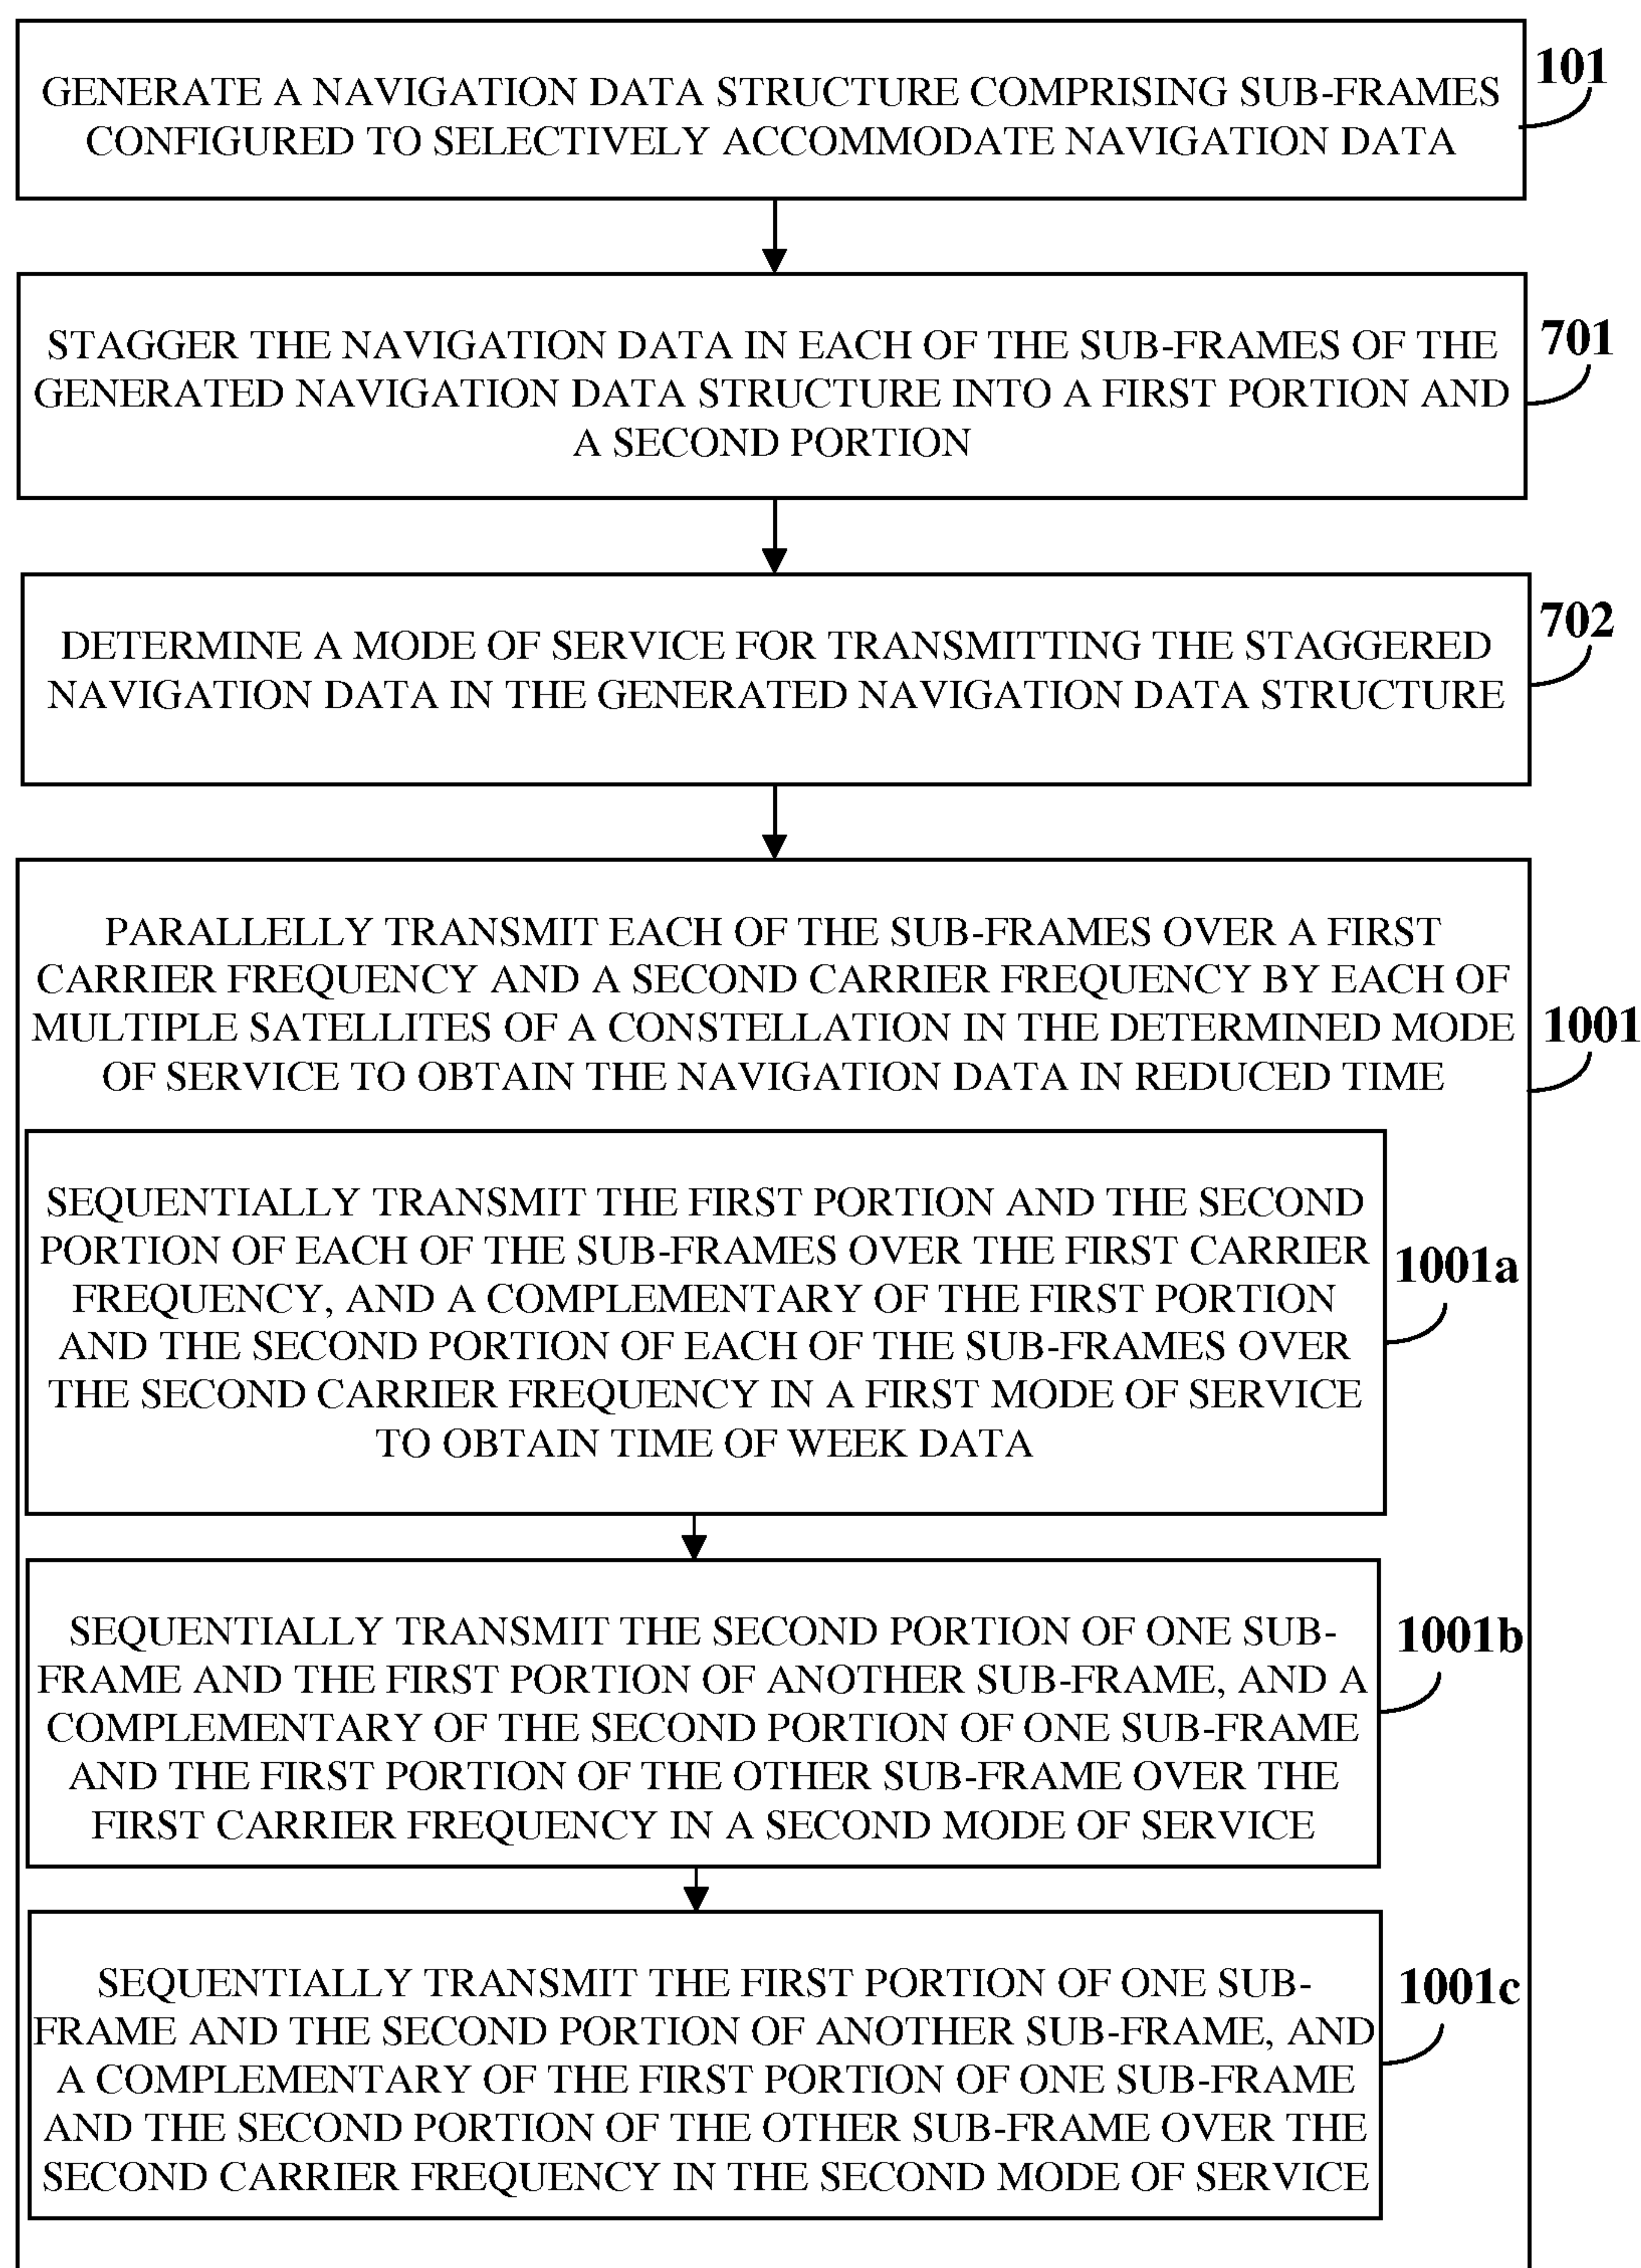 GENERATE A NAVIGATION DATA STRUCTURE COMPRISING SUB-FRAMES
CONFIGURED TO SELECTIVELY ACCOMMODATE NAVIGATION DATA
101
STAGGER THE NAVIGATION DATA IN EACH OF THE SUB-FRAMES OF THE
GENERATED NAVIGATION DATA STRUCTURE INTO A FIRST PORTION AND
A SECOND PORTION
701
DETERMINE A MODE OF SERVICE FOR TRANSMITTING THE STAGGERED
NAVIGATION DATA IN THE GENERATED NAVIGATION DATA STRUCTURE
702
PARALLELLY TRANSMIT EACH OF THE SUB-FRAMES OVER A FIRST
CARRIER FREQUENCY AND A SECOND CARRIER FREQUENCY BY EACH OF
MULTIPLE SATELLITES OF A CONSTELLATION IN THE DETERMINED MODE
OF SERVICE TO OBTAIN THE NAVIGATION DATA IN REDUCED TIME
1001
SEQUENTIALLY TRANSMIT THE FIRST PORTION AND THE SECOND
PORTION OF EACH OF THE SUB-FRAMES OVER THE FIRST CARRIER
FREQUENCY, AND A COMPLEMENTARY OF THE FIRST PORTION
AND THE SECOND PORTION OF EACH OF THE SUB-FRAMES OVER
THE SECOND CARRIER FREQUENCY IN A FIRST MODE OF SERVICE
TO OBTAIN TIME OF WEEK DATA
1001a
SEQUENTIALLY TRANSMIT THE SECOND PORTION OF ONE SUB-
FRAME AND THE FIRST PORTION OF ANOTHER SUB-FRAME, AND A
COMPLEMENTARY OF THE SECOND PORTION OF ONE SUB-FRAME
AND THE FIRST PORTION OF THE OTHER SUB-FRAME OVER THE
FIRST CARRIER FREQUENCY IN A SECOND MODE OF SERVICE
1001b
SEQUENTIALLY TRANSMIT THE FIRST PORTION OF ONE SUB-
FRAME AND THE SECOND PORTION OF ANOTHER SUB-FRAME, AND
A COMPLEMENTARY OF THE FIRST PORTION OF ONE SUB-FRAME
AND THE SECOND PORTION OF THE OTHER SUB-FRAME OVER THE
SECOND CARRIER FREQUENCY IN THE SECOND MODE OF SERVICE
1001c